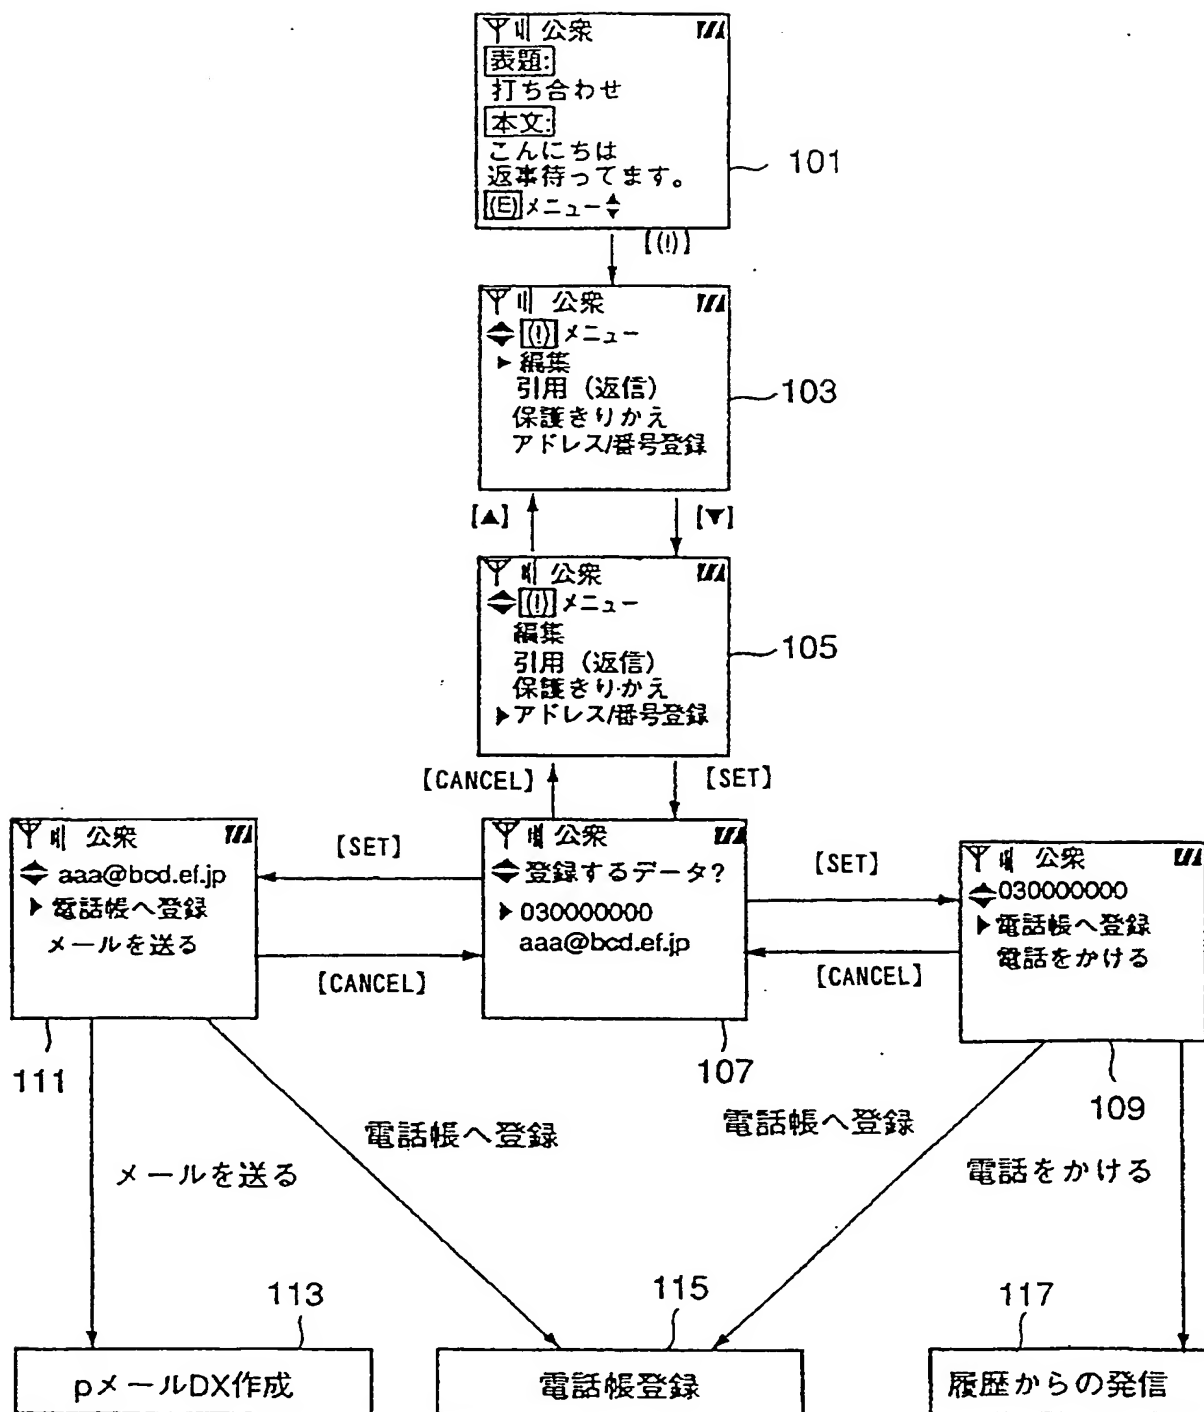 公衆
表題:
打ち合わせ
本文:
こんにちは
返事待ってます。
(E)メニュー
101
[(!)]
公衆
(!)メニュー
編集
引用（返信）
保護きりかえ
アドレス/番号登録
103
[▲]
[▼]
公衆
(!)メニュー
編集
引用（返信）
保護きりかえ
アドレス/番号登録
105
[CANCEL]
[SET]
公衆
aaa@bcd.ef.jp
電話帳へ登録
メールを送る
111
[SET]
[CANCEL]
公衆
登録するデータ?
030000000
aaa@bcd.ef.jp
107
[SET]
[CANCEL]
公衆
030000000
電話帳へ登録
電話をかける
109
メールを送る
電話帳へ登録
電話帳へ登録
電話をかける
113
pメールDX作成
115
電話帳登録
117
履歴からの発信